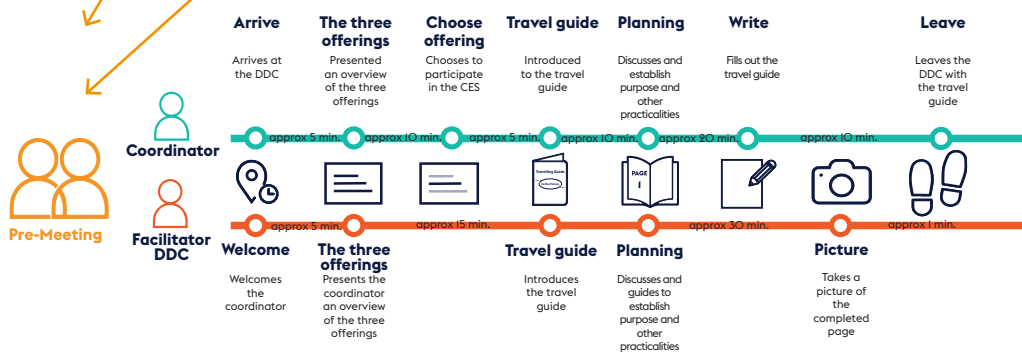 Arrive
The three
offerings
Choose
offering
Travel guide
Planning
Write
Leave
Arrives at
the DDC
Presented
an overview
of the three
offerings
Chooses to
participate
in the CES
Introduced
to the travel
guide
Discusses and
establish
purpose and
other
practicalities
Fills out the
travel guide
Leaves the
DDC with
the travel
guide
Coordinator
approx 5 min.
approx 10 min.
approx 5 min.
approx 10 min.
approx 20 min.
approx 10 min.
Pre-Meeting
Travelling Guide
PAGE
1
Facilitator
DDC
approx 5 min.
approx 15 min.
approx 30 min.
approx 1 min.
Welcome
The three
offerings
Travel guide
Planning
Picture
Welcomes
the
coordinator
Presents the
coordinator
an overview
of the three
offerings
Introduces
the travel
guide
Discusses and
guides to
establish
purpose and
other
practicalities
Takes a
picture of
the
completed
page